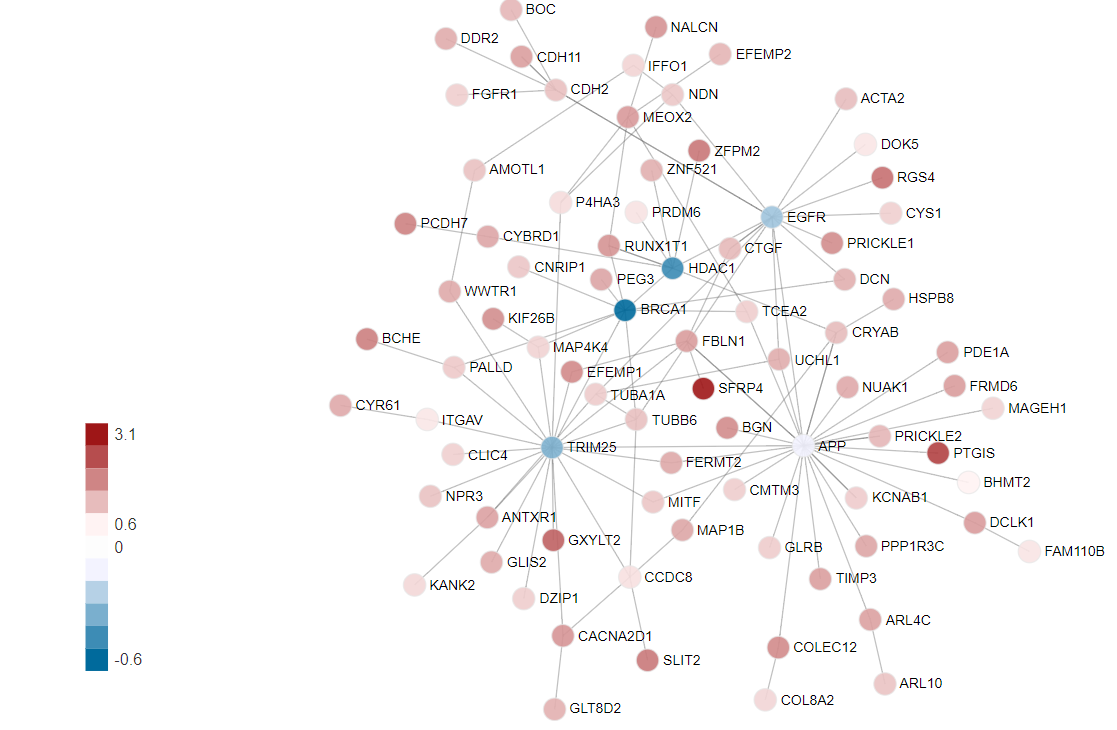 BOC
NALCN
DDR2
EFEMP2
CDH11
IFFO1
CDH2
FGFR1
NDN
ACTA2
MEOX2
DOK5
ZFPM2
AMOTL1
ZNF521
RGS4
P4HA3
PRDM6
EGFR
CYS1
PCDH7
CYBRD1
RUNX1T1
CTGF
PRICKLE1
CNRIP1
HDAC1
PEG3
DCN
WWTR1
HSPB8
BRCA1
TCEA2
KIF26B
CRYAB
BCHE
MAP4K4
FBLN1
PALLD
UCHL1
PDE1A
EFEMP1
SFRP4
NUAK1
FRMD6
TUBA1A
CYR61
ITGAV
TUBB6
MAGEH1
BGN
3.1
PRICKLE2
TRIM25
APP
PTGIS
CLIC4
FERMT2
BHMT2
NPR3
MITF
CMTM3
KCNAB1
0.6
ANTXR1
MAP1B
DCLK1
0
GXYLT2
GLRB
PPP1R3C
FAM110B
GLIS2
KANK2
CCDC8
TIMP3
DZIP1
ARL4C
CACNA2D1
COLEC12
-0.6
SLIT2
ARL10
COL8A2
GLT8D2